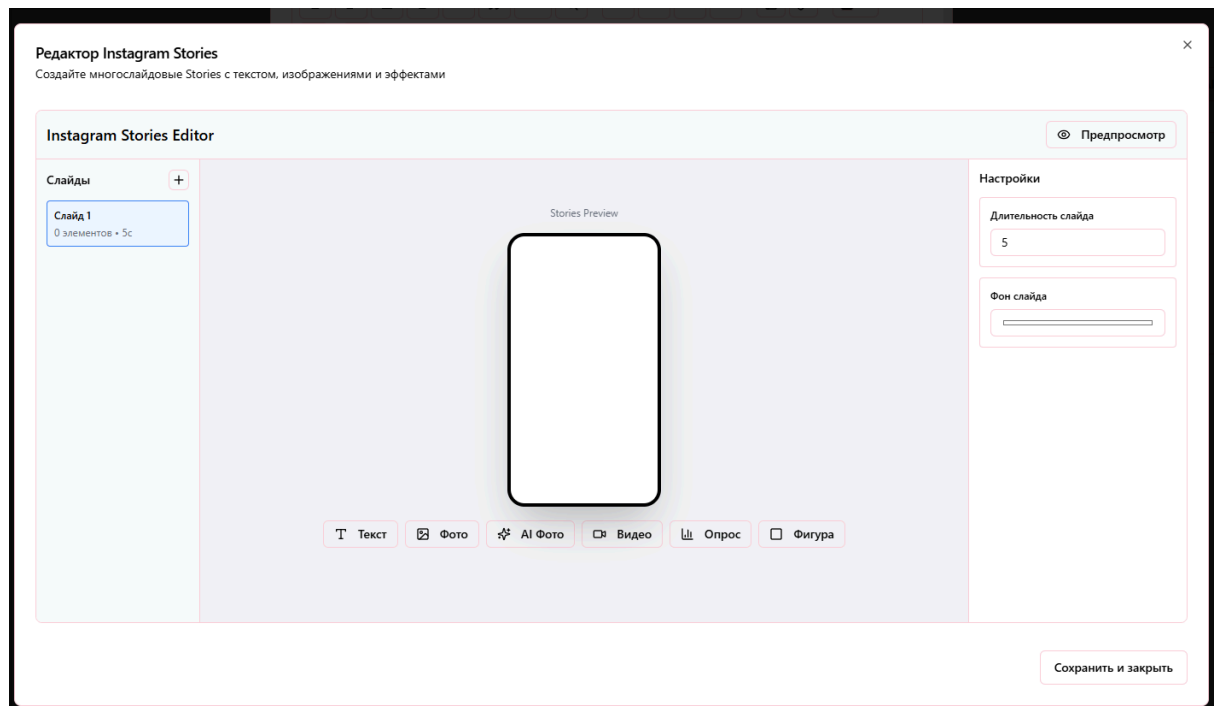 Редактор Instagram Stories
Создайте многослайдовые Stories с текстом, изображениями и эффектами
Instagram Stories Editor
Предпросмотр
Слайды
Слайд 1
0 элементов • 5с
Stories Preview
Текст
Фото
AI Фото
Видео
Опрос
Фигура
Настройки
Длительность слайда
5
Фон слайда
Сохранить и закрыть